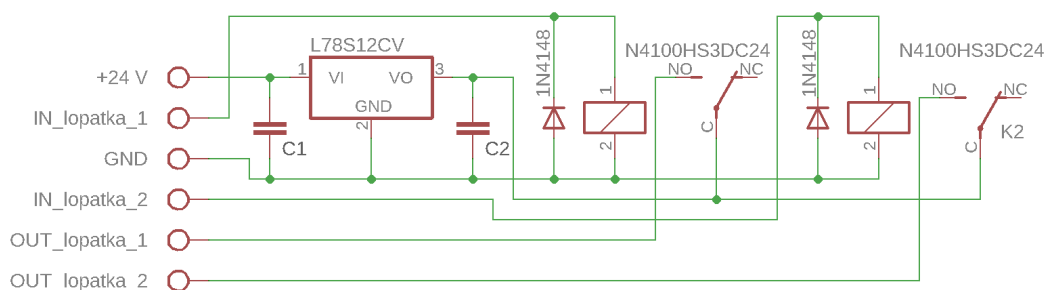 L78S12CV
1N4148
N4100HS3DC24
1N4148
N4100HS3DC24
+24 V
1
VI
VO
3
NO
NC
GND
2
1
2
C
NO
NC
1
2
C
K2
IN_lopatka_1
C1
C2
GND
IN_lopatka_2
OUT_lopatka_1
OUT_lopatka_2